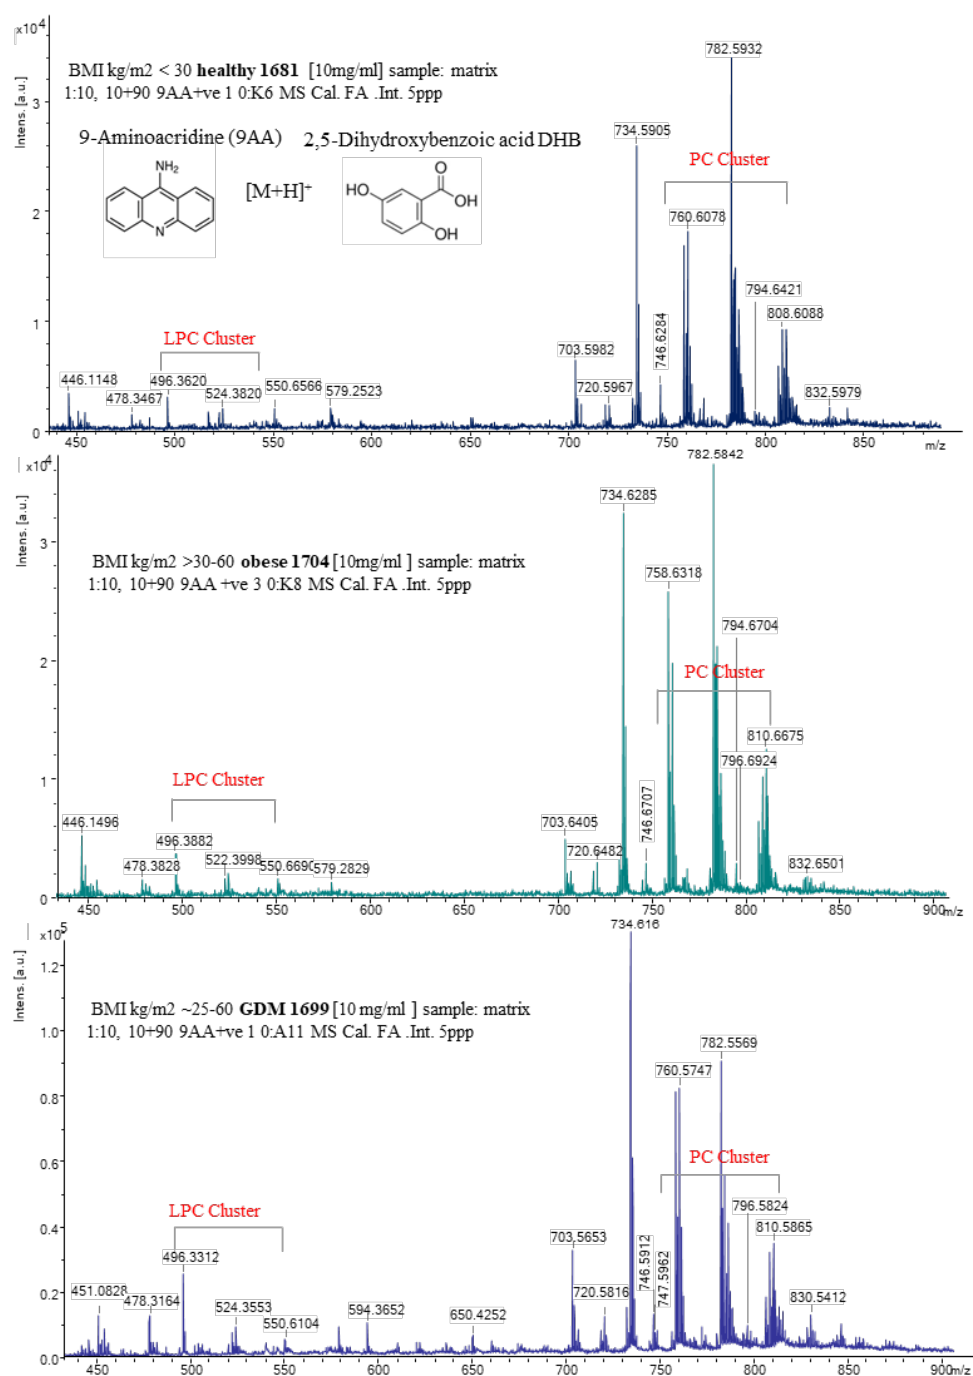 x10⁴
Intens. [a.u.]
BMI kg/m2 < 30 healthy 1681 [10mg/ml] sample: matrix
1:10, 10+90 9AA+ve 1 0:K6 MS Cal. FA .Int. 5ppp
9-Aminoacridine (9AA) 2,5-Dihydroxybenzoic acid DHB
NH₂
N
[M+H]⁺
HO
O
OH
OH
PC Cluster
LPC Cluster
782.5932
734.5905
760.6078
794.6421
808.6088
746.6284
703.5982
720.5967
832.5979
446.1148
478.3467
496.3620
524.3820
550.6566
579.2523
3
2
1
0
450 500 550 600 650 700 750 800 850 m/z
x10⁴
Intens. [a.u.]
BMI kg/m2 >30-60 obese 1704 [10mg/ml ] sample: matrix
1:10, 10+90 9AA +ve 3 0:K8 MS Cal. FA .Int. 5ppp
782.5842
734.6285
758.6318
794.6704
PC Cluster
810.6675
796.6924
746.6707
703.6405
720.6482
832.6501
LPC Cluster
446.1496
478.3828
496.3882
522.3998
550.6690
579.2829
3
2
1
0
450 500 550 600 650 700 750 800 850 900 m/z
x10⁵
Intens. [a.u.]
BMI kg/m2 ~25-60 GDM 1699 [10 mg/ml ] sample: matrix
1:10, 10+90 9AA+ve 1 0:A11 MS Cal. FA .Int. 5ppp
734.616
782.5569
760.5747
PC Cluster
796.5824
810.5865
746.5912
747.5962
703.5653
720.5816
830.5412
LPC Cluster
496.3312
451.0828
478.3164
524.3553
550.6104
594.3652
650.4252
1.2
1.0
0.8
0.6
0.4
0.2
0.0
450 500 550 600 650 700 750 800 850 900 m/z